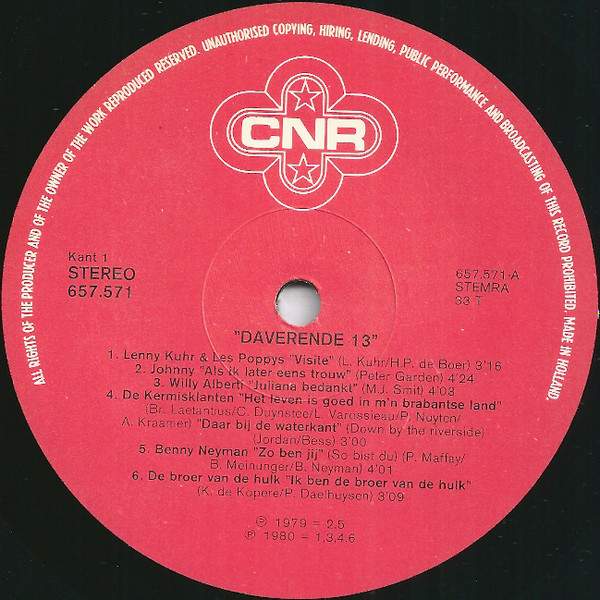 ALL RIGHTS OF THE PRODUCER AND OF THE OWNER OF THE WORK REPRODUCED RESERVED. UNAUTHORISED COPYING, HIRING, LENDING, PUBLIC PERFORMANCE AND BROADCASTING OF THIS RECORD PROHIBITED. MADE IN HOLLAND.
CNR
Kant 1
STEREO
657.571
657.571-A
STEMRA
33 T
"DAVERENDE 13"
1. Lenny Kuhr & Les Poppys "Visite" (L. Kuhr/H.P. de Boer) 3'16
2. Johnny "Als ik later eens trouw" (Peter Garden) 4'24
3. Willy Alberti "Juliana bedankt" (M.J. Smit) 4'03
4. De Kermisklanten "Het leven is goed in m'n brabantse land"
(Br. Laetantius/C. Duynstee/L. Varossieau/P. Nuyten/
A. Kraamer) "Daar bij de waterkant" (Down by the riverside)
(Jordan/Bess) 3'00
5. Benny Neyman "Zo ben jij" (So bist du) (P. Maffay/
B. Meinunger/B. Neyman) 4'01
6. De broer van de hulk "Ik ben de broer van de hulk"
(K. de Kopere/P. Daelhuysen) 3'09
℗ 1979 = 2.5
℗ 1980 = 1.3.4.6